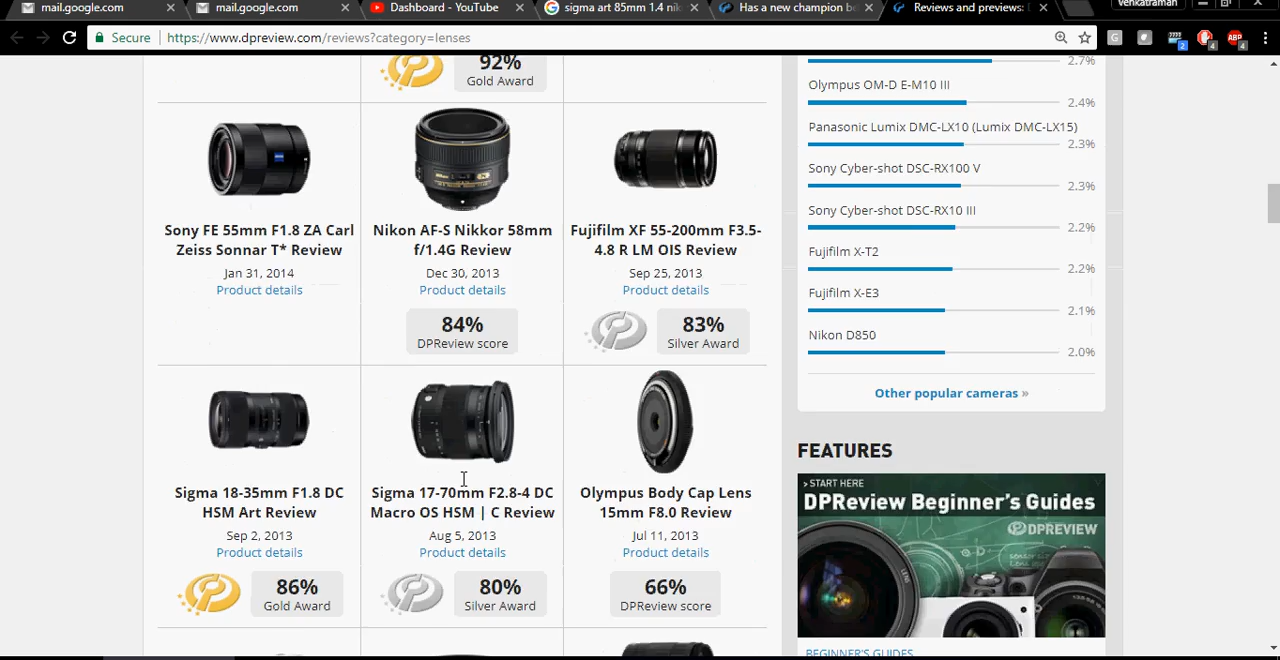 mail.google.com
mail.google.com
Dashboard - YouTube
sigma art 85mm 1.4 nik
Has a new champion be
Reviews and previews:
Venkatraman
Secure
https://www.dpreview.com/reviews?category=lenses
2
4
ABP
4
92%
Gold Award
Sony FE 55mm F1.8 ZA Carl
Zeiss Sonnar T* Review
Jan 31, 2014
Product details
Nikon AF-S Nikkor 58mm
f/1.4G Review
Dec 30, 2013
Product details
84%
DPReview score
Fujifilm XF 55-200mm F3.5-
4.8 R LM OIS Review
Sep 25, 2013
Product details
83%
Silver Award
Sigma 18-35mm F1.8 DC
HSM Art Review
Sep 2, 2013
Product details
86%
Gold Award
Sigma 17-70mm F2.8-4 DC
Macro OS HSM | C Review
Aug 5, 2013
Product details
80%
Silver Award
Olympus Body Cap Lens
15mm F8.0 Review
Jul 11, 2013
Product details
66%
DPReview score
2.7%
Olympus OM-D E-M10 III
2.4%
Panasonic Lumix DMC-LX10 (Lumix DMC-LX15)
2.3%
Sony Cyber-shot DSC-RX100 V
2.3%
Sony Cyber-shot DSC-RX10 III
2.2%
Fujifilm X-T2
2.2%
Fujifilm X-E3
2.1%
Nikon D850
2.0%
Other popular cameras »
FEATURES
> START HERE
DPReview Beginner's Guides
DPREVIEW
BEGINNER'S GUIDES